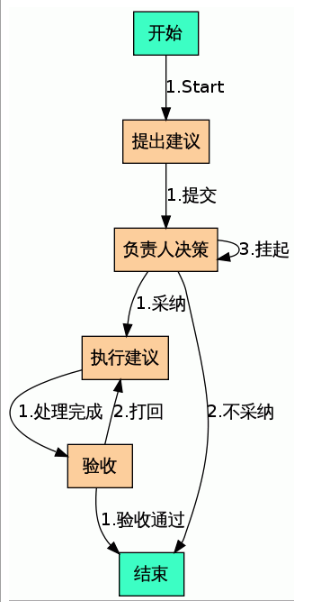 开始
1.Start
提出建议
1.提交
负责人决策
3.挂起
1.采纳
执行建议
1.处理完成
2.打回
2.不采纳
验收
1.验收通过
结束